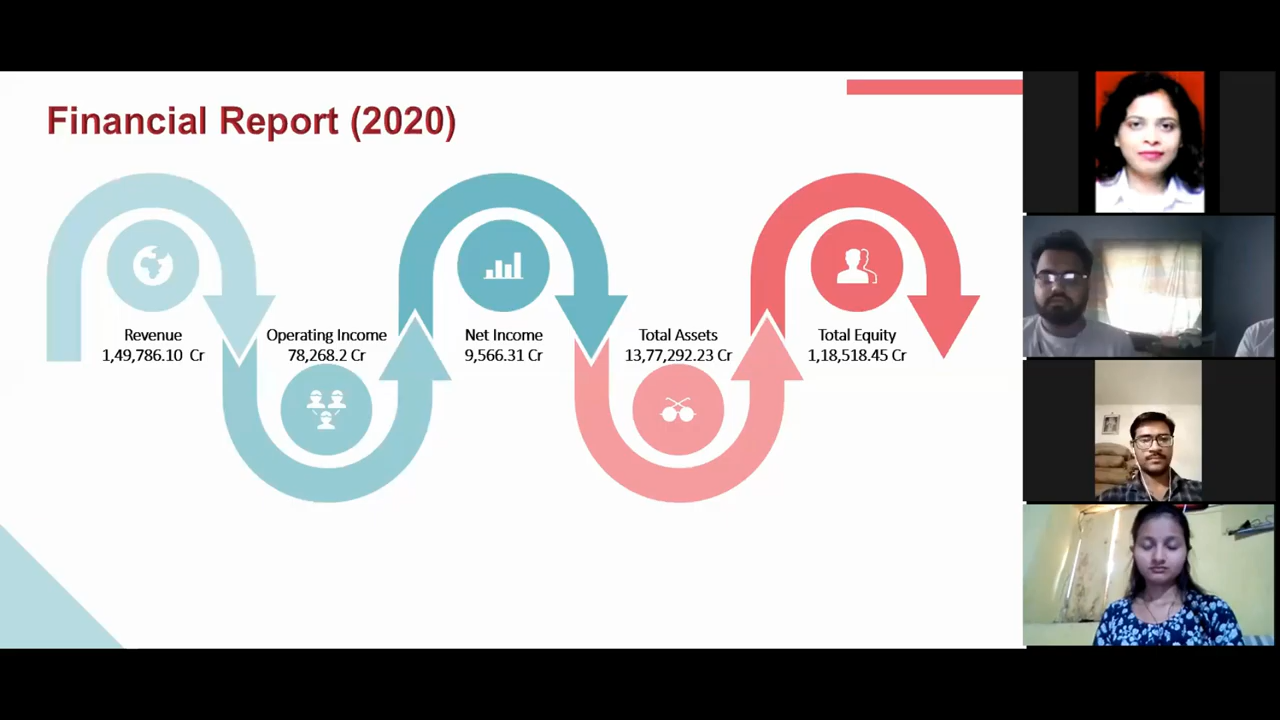 Financial Report (2020)
Revenue
1,49,786.10 Cr
Operating Income
78,268.2 Cr
Net Income
9,566.31 Cr
Total Assets
13,77,292.23 Cr
Total Equity
1,18,518.45 Cr